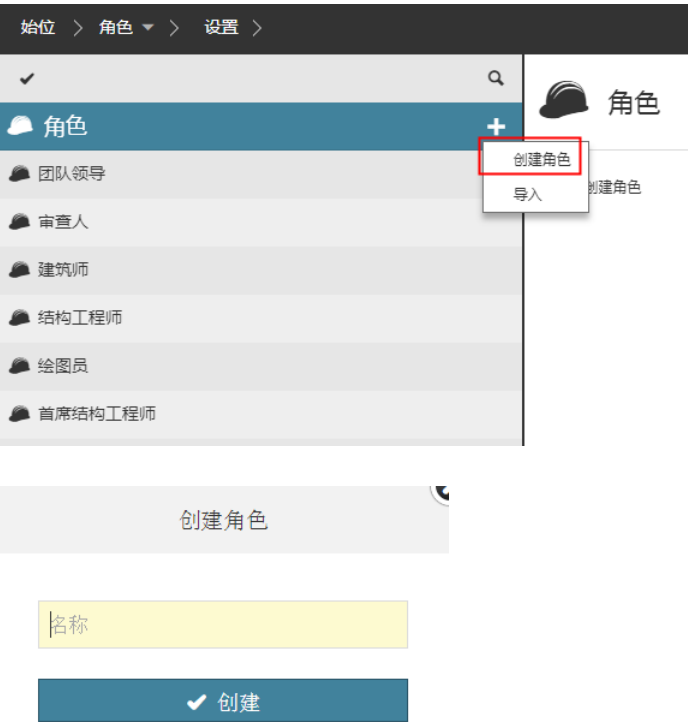 始位 > 角色 > 设置 >
角色
角色
创建角色
导入
创建角色
团队领导
审查人
建筑师
结构工程师
绘图员
首席结构工程师
创建角色
名称
创建